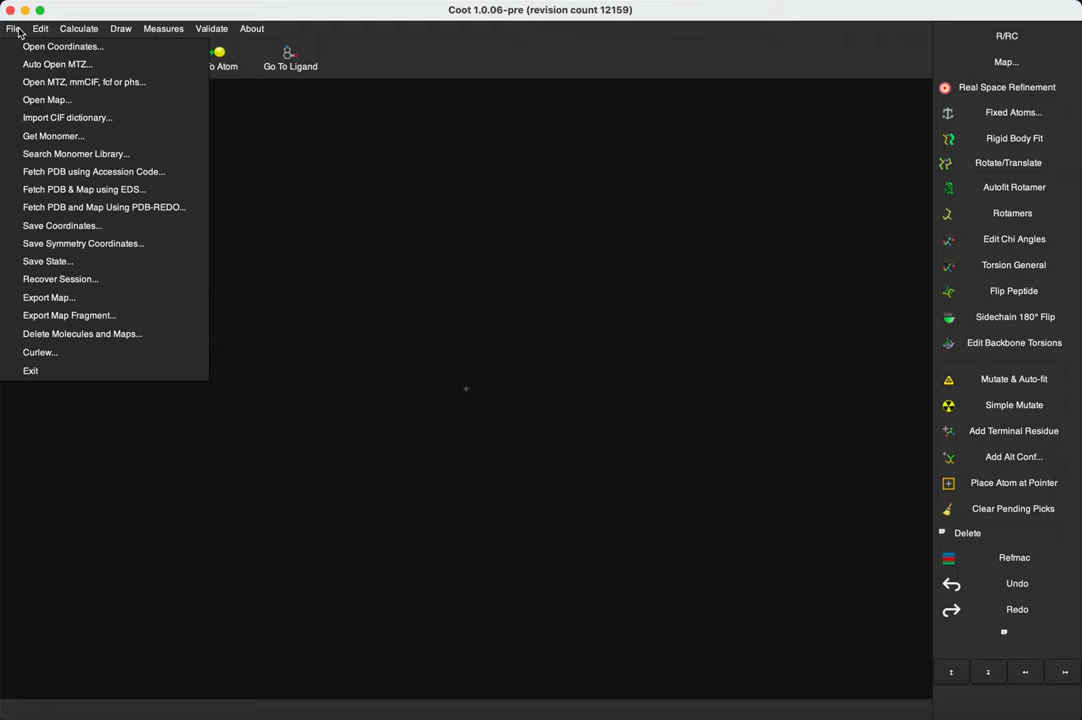 Coot 1.0.06-pre (revision count 12159)
File Edit Calculate Draw Measures Validate About
Open Coordinates...
Auto Open MTZ...
Open MTZ, mmCIF, fcf or phs...
Open Map...
Import CIF dictionary...
Get Monomer...
Search Monomer Library...
Fetch PDB using Accession Code...
Fetch PDB & Map using EDS...
Fetch PDB and Map Using PDB-REDO...
Save Coordinates...
Save Symmetry Coordinates...
Save State...
Recover Session...
Export Map...
Export Map Fragment...
Delete Molecules and Maps...
Curlew...
Exit
o Atom
Go To Ligand
R/RC
Map...
Real Space Refinement
Fixed Atoms...
Rigid Body Fit
Rotate/Translate
Autofit Rotamer
Rotamers
Edit Chi Angles
Torsion General
Flip Peptide
Sidechain 180° Flip
Edit Backbone Torsions
Mutate & Auto-fit
Simple Mutate
Add Terminal Residue
Add Alt Conf...
Place Atom at Pointer
Clear Pending Picks
Delete
Refmac
Undo
Redo